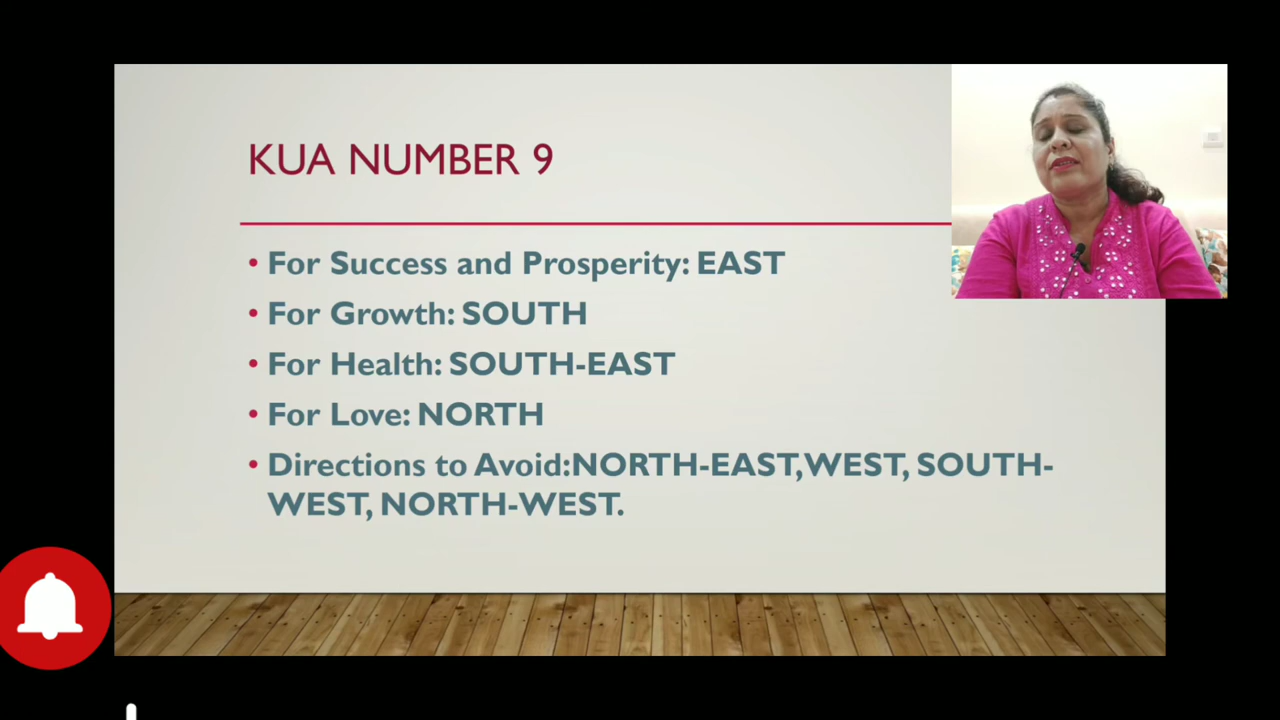 KUA NUMBER 9
• For Success and Prosperity: EAST
• For Growth: SOUTH
• For Health: SOUTH-EAST
• For Love: NORTH
• Directions to Avoid:NORTH-EAST,WEST, SOUTH-
WEST, NORTH-WEST.